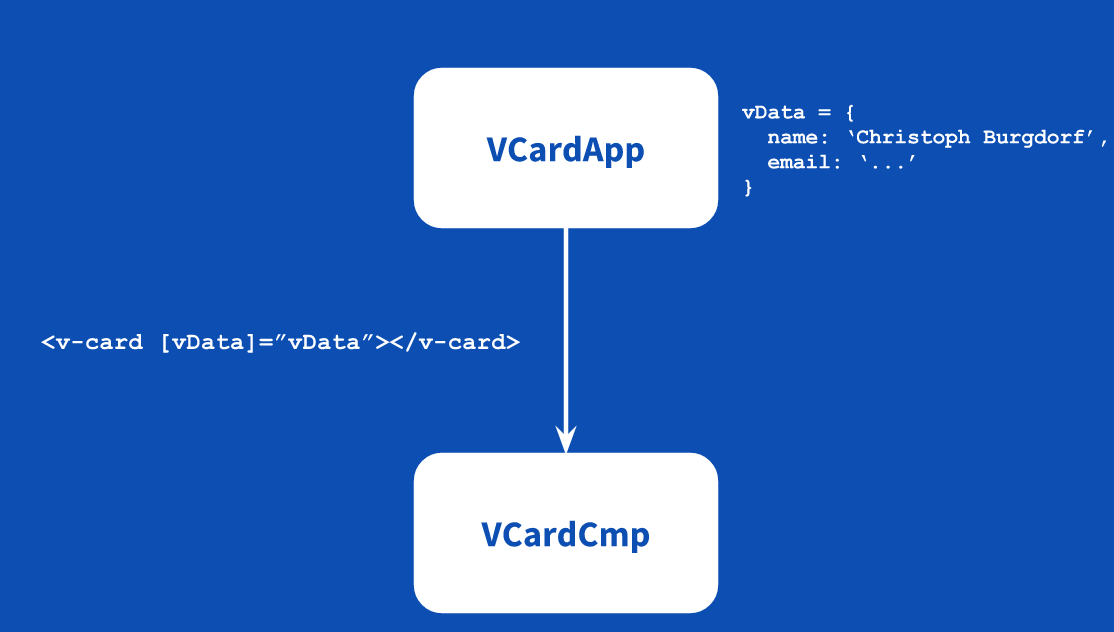 VCardApp
vData = {
  name: ‘Christoph Burgdorf’,
  email: ‘...’
}
<v-card [vData]=”vData”></v-card>
VCardCmp